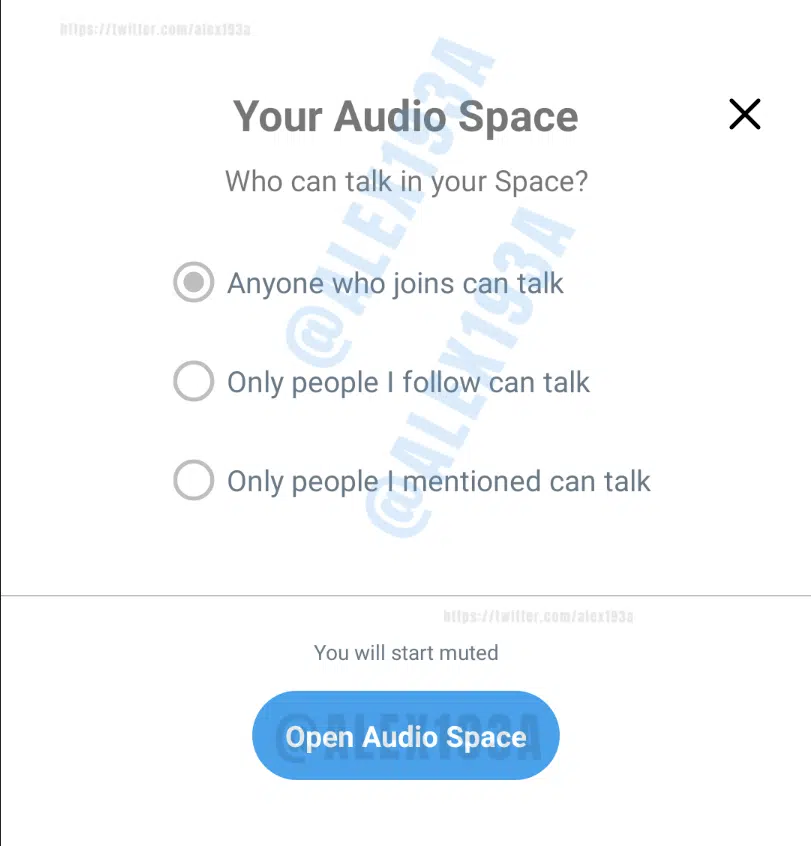 https://twitter.com/alex193a
Your Audio Space
Who can talk in your Space?
Anyone who joins can talk
Only people I follow can talk
Only people I mentioned can talk
@ALEX193A
@ALEX193A
https://twitter.com/alex193a
You will start muted
Open Audio Space
@ALEX193A